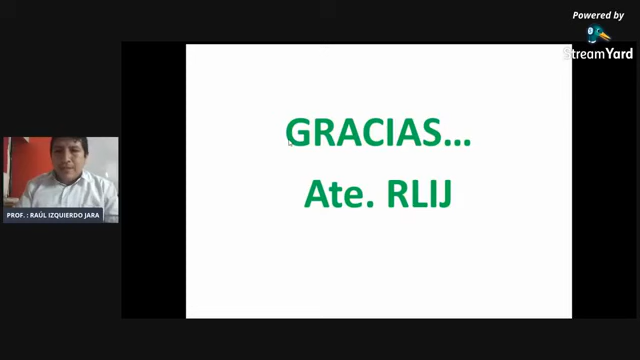 Powered by
StreamYard
GRACIAS...
Ate. RLIJ
PROF. : RAÚL IZQUIERDO JARA